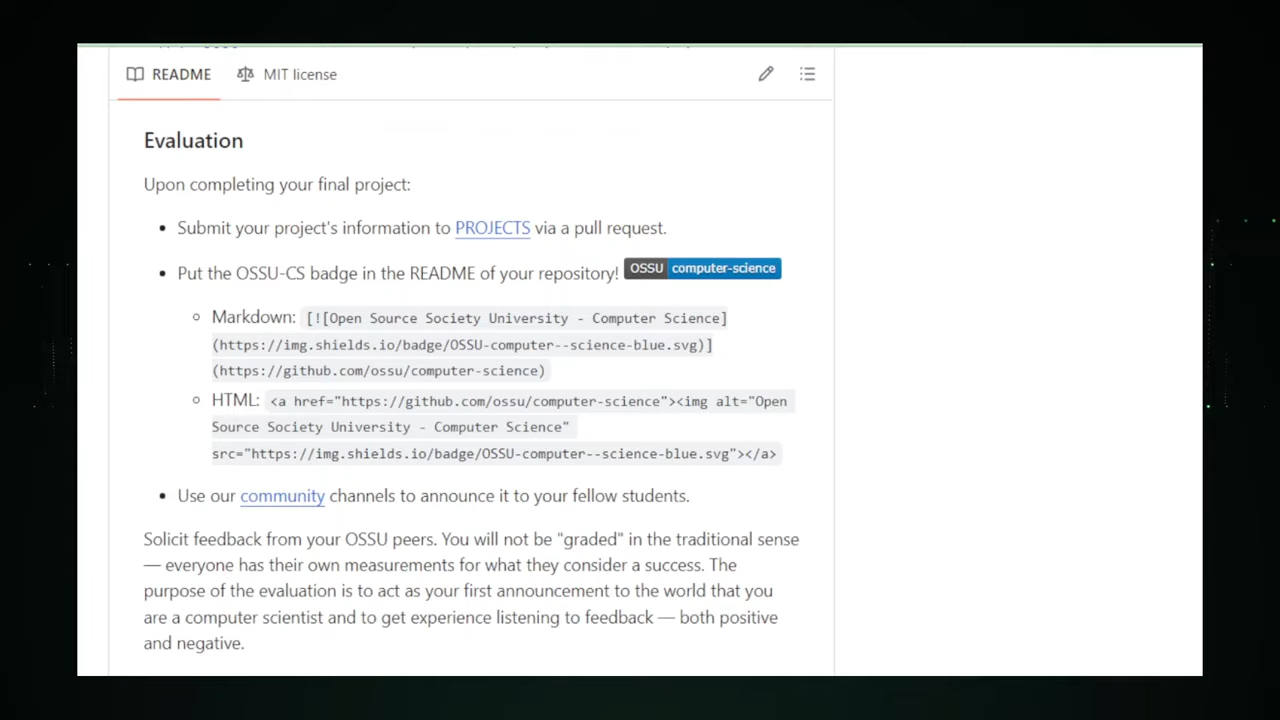 README MIT license
Evaluation
Upon completing your final project:
• Submit your project's information to PROJECTS via a pull request.
• Put the OSSU-CS badge in the README of your repository! OSSU computer-science
Markdown: [![Open Source Society University - Computer Science]
(https://img.shields.io/badge/OSSU-computer--science-blue.svg)]
(https://github.com/ossu/computer-science)
HTML: <a href="https://github.com/ossu/computer-science"><img alt="Open
Source Society University - Computer Science"
src="https://img.shields.io/badge/OSSU-computer--science-blue.svg"></a>
• Use our community channels to announce it to your fellow students.
Solicit feedback from your OSSU peers. You will not be "graded" in the traditional sense
— everyone has their own measurements for what they consider a success. The
purpose of the evaluation is to act as your first announcement to the world that you
are a computer scientist and to get experience listening to feedback — both positive
and negative.